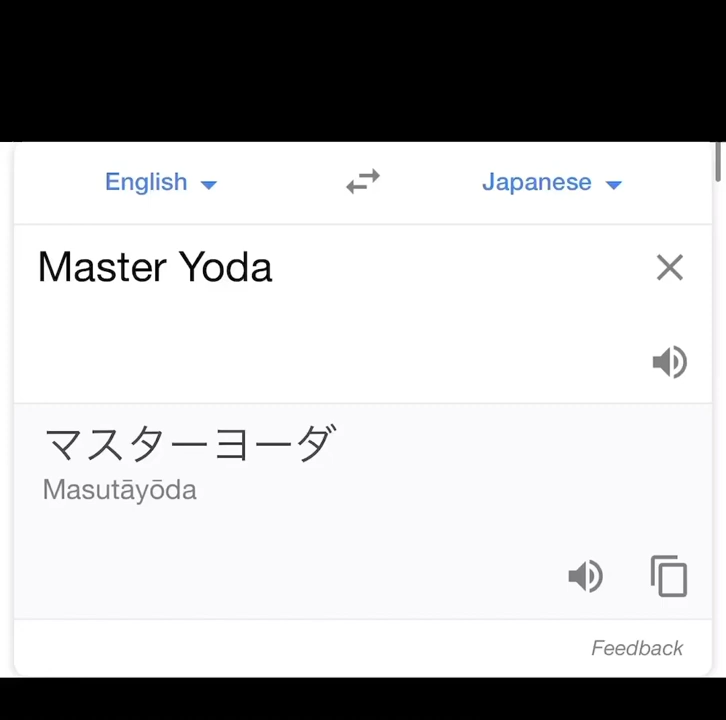 English
Japanese
Master Yoda
マスターヨーダ
Masutāyōda
Feedback